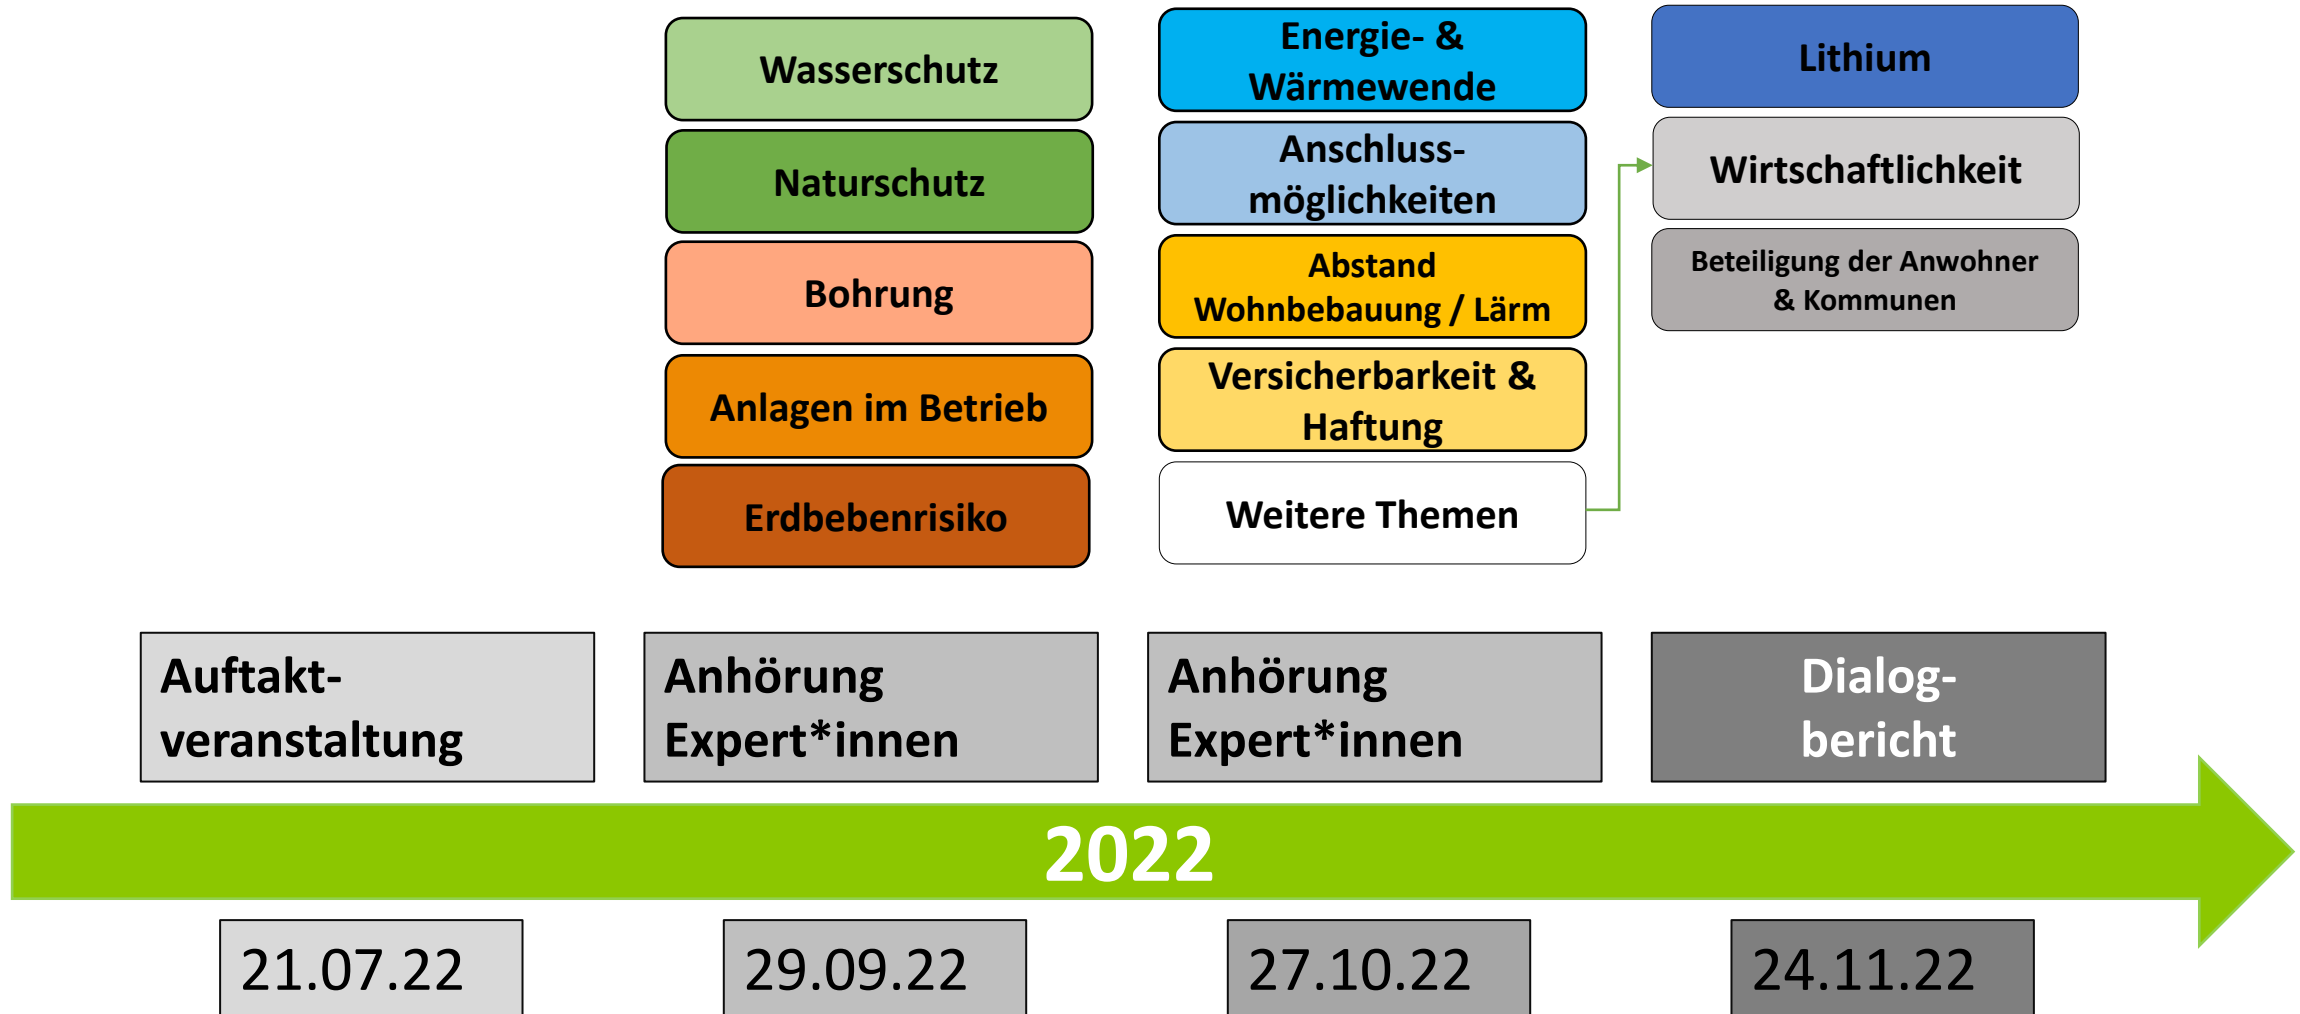 Wasserschutz
Naturschutz
Bohrung
Anlagen im Betrieb
Erdbebenrisiko
Energie- &
Wärmewende
Anschluss-
möglichkeiten
Abstand
Wohnbebauung / Lärm
Versicherbarkeit &
Haftung
Weitere Themen
Lithium
Wirtschaftlichkeit
Beteiligung der Anwohner
& Kommunen
Auftakt-
veranstaltung
Anhörung
Expert*innen
Anhörung
Expert*innen
Dialog-
bericht
2022
21.07.22
29.09.22
27.10.22
24.11.22